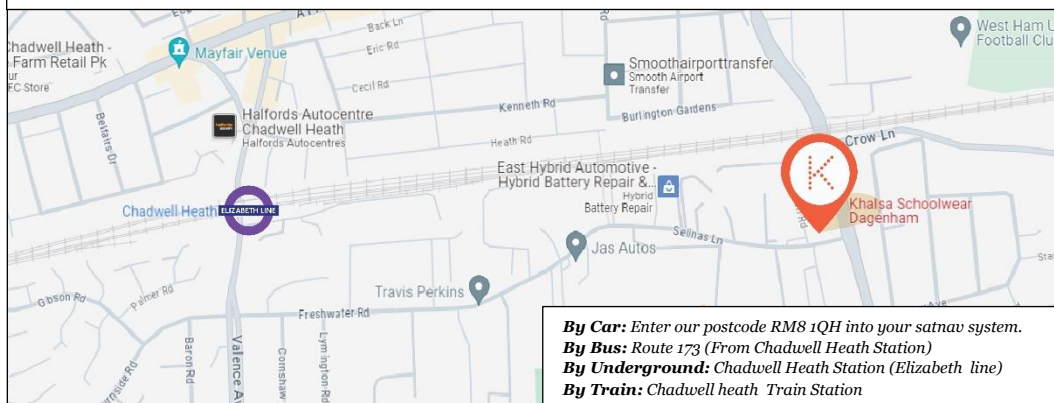 Back Ln
Eric Rd
West Ham U
Football Clu
Chadwell Heath -
Farm Retail Pk
ur
EC Store
Mayfair Venue
Cecil Rd
Smoothairporttransfer
Smooth Airport
Transfer
Kenneth Rd
Burlington Gardens
Belfairs Dr
Halfords Autocentre
Chadwell Heath
Halfords Autocentres
halfords
Heath Rd
Crow Ln
K
East Hybrid Automotive -
Hybrid Battery Repair &...
Hybrid
Battery Repair
Chadwell Heath
ELIZABETH LINE
Khalsa Schoolwear
Dagenham
Selinas Ln
Jas Autos
Palmer Rd
Gibson Rd
Travis Perkins
Freshwater Rd
Baron Rd
Valence Av
Comshaw
Lymington Rd
By Car: Enter our postcode RM8 1QH into your satnav system.
By Bus: Route 173 (From Chadwell Heath Station)
By Underground: Chadwell Heath Station (Elizabeth line)
By Train: Chadwell heath Train Station